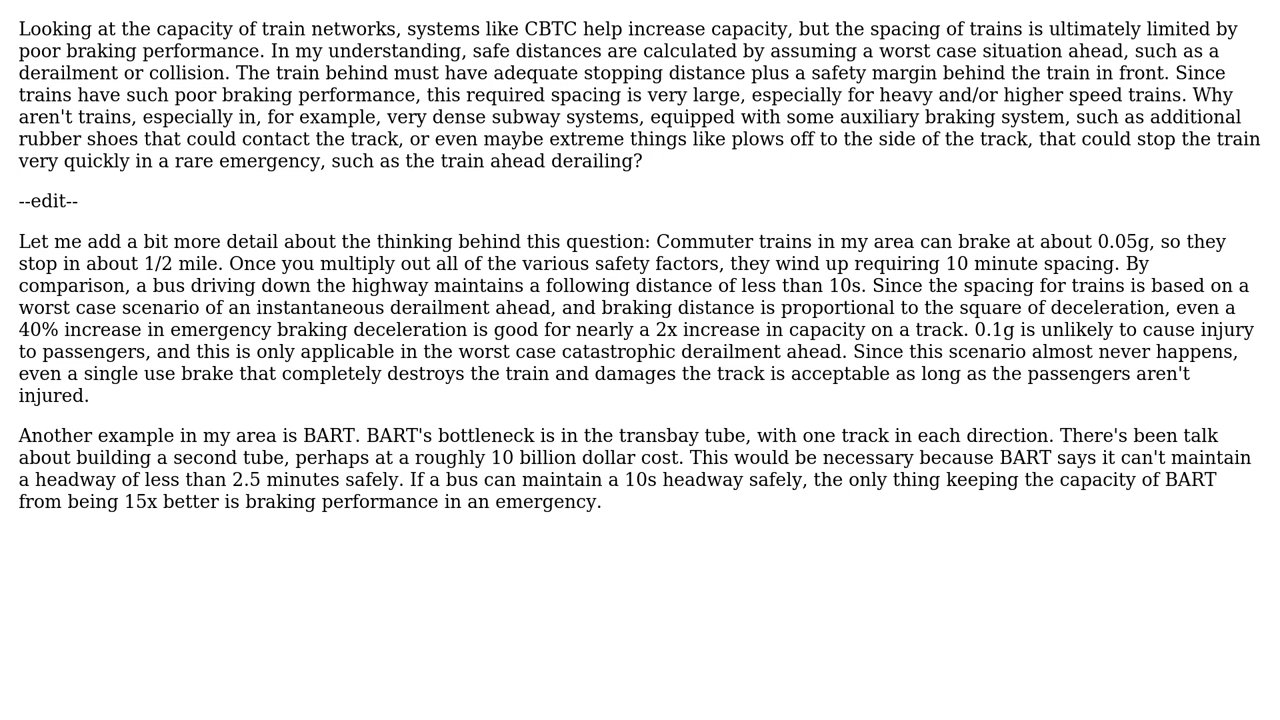 Looking at the capacity of train networks, systems like CBTC help increase capacity, but the spacing of trains is ultimately limited by
poor braking performance. In my understanding, safe distances are calculated by assuming a worst case situation ahead, such as a
derailment or collision. The train behind must have adequate stopping distance plus a safety margin behind the train in front. Since
trains have such poor braking performance, this required spacing is very large, especially for heavy and/or higher speed trains. Why
aren't trains, especially in, for example, very dense subway systems, equipped with some auxiliary braking system, such as additional
rubber shoes that could contact the track, or even maybe extreme things like plows off to the side of the track, that could stop the train
very quickly in a rare emergency, such as the train ahead derailing?
--edit--
Let me add a bit more detail about the thinking behind this question: Commuter trains in my area can brake at about 0.05g, so they
stop in about 1/2 mile. Once you multiply out all of the various safety factors, they wind up requiring 10 minute spacing. By
comparison, a bus driving down the highway maintains a following distance of less than 10s. Since the spacing for trains is based on a
worst case scenario of an instantaneous derailment ahead, and braking distance is proportional to the square of deceleration, even a
40% increase in emergency braking deceleration is good for nearly a 2x increase in capacity on a track. 0.1g is unlikely to cause injury
to passengers, and this is only applicable in the worst case catastrophic derailment ahead. Since this scenario almost never happens,
even a single use brake that completely destroys the train and damages the track is acceptable as long as the passengers aren't
injured.
Another example in my area is BART. BART's bottleneck is in the transbay tube, with one track in each direction. There's been talk
about building a second tube, perhaps at a roughly 10 billion dollar cost. This would be necessary because BART says it can't maintain
a headway of less than 2.5 minutes safely. If a bus can maintain a 10s headway safely, the only thing keeping the capacity of BART
from being 15x better is braking performance in an emergency.